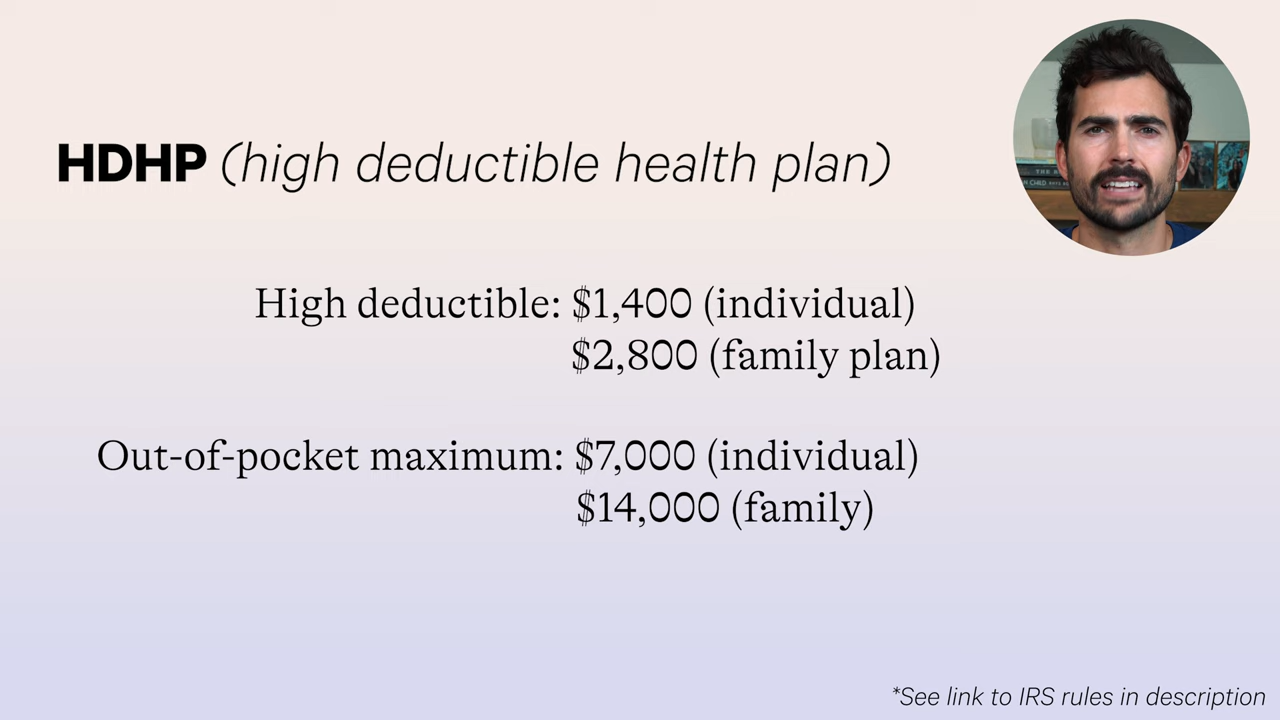 HDHP (high deductible health plan)
High deductible: $1,400 (individual)
$2,800 (family plan)
Out-of-pocket maximum: $7,000 (individual)
$14,000 (family)
*See link to IRS rules in description